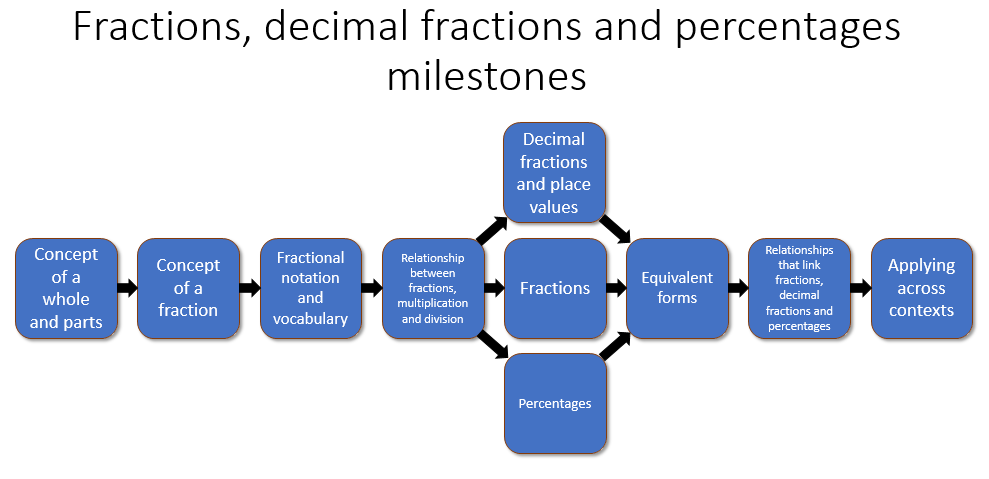 Fractions, decimal fractions and percentages
milestones
Concept
of a
whole
and parts
Concept
of a
fraction
Fractional
notation
and
vocabulary
Relationship
between
fractions,
multiplication
and division
Decimal
fractions
and place
values
Fractions
Percentages
Equivalent
forms
Relationships
that link
fractions,
decimal
fractions and
percentages
Applying
across
contexts